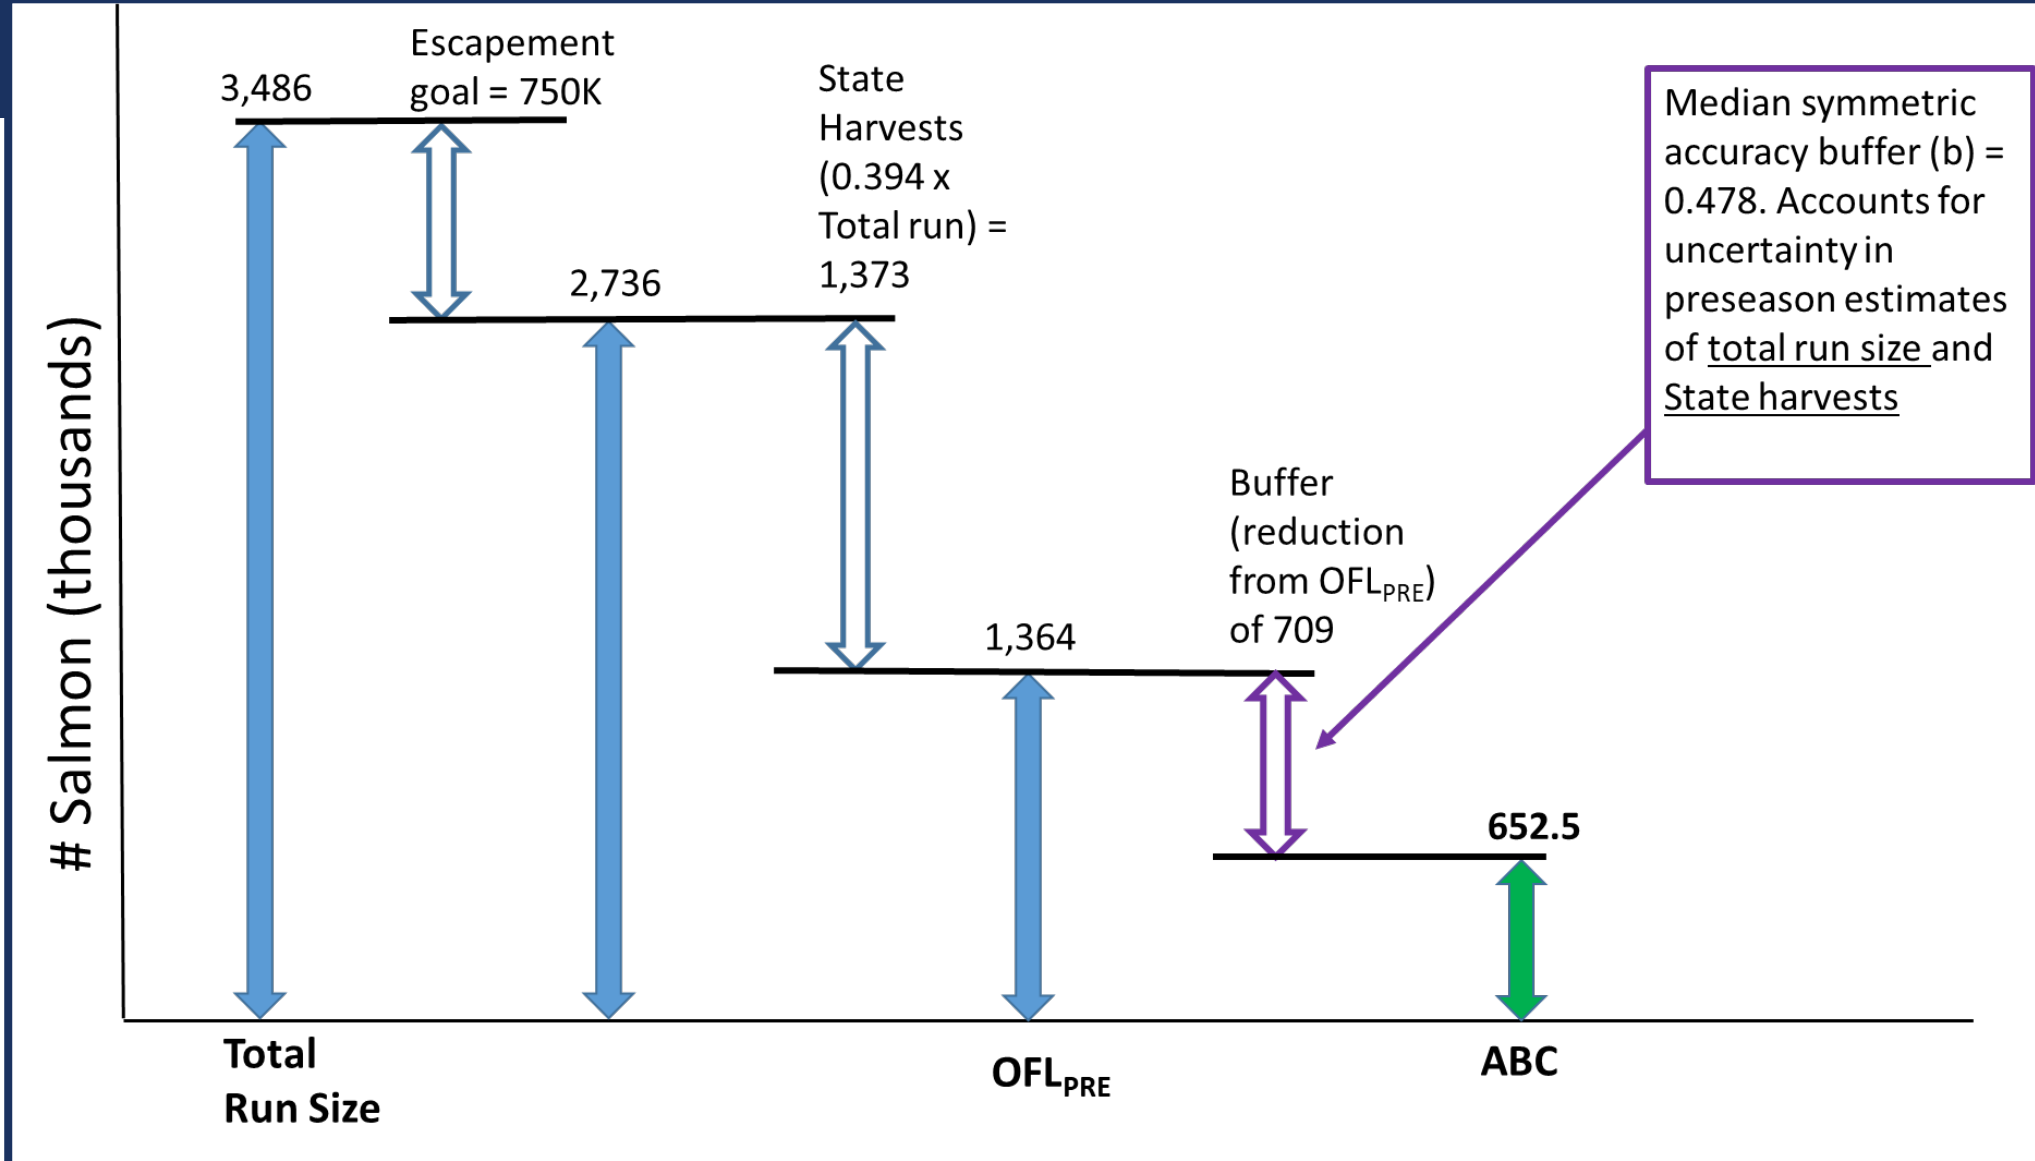 3,486
Escapement
goal = 750K
State
Harvests
(0.394 x
Total run) =
1,373
2,736
Median symmetric
accuracy buffer (b) =
0.478. Accounts for
uncertainty in
preseason estimates
of total run size and
State harvests
Buffer
(reduction
from OFLPRE)
of 709
1,364
652.5
# Salmon (thousands)
Total
Run Size
OFLPRE
ABC